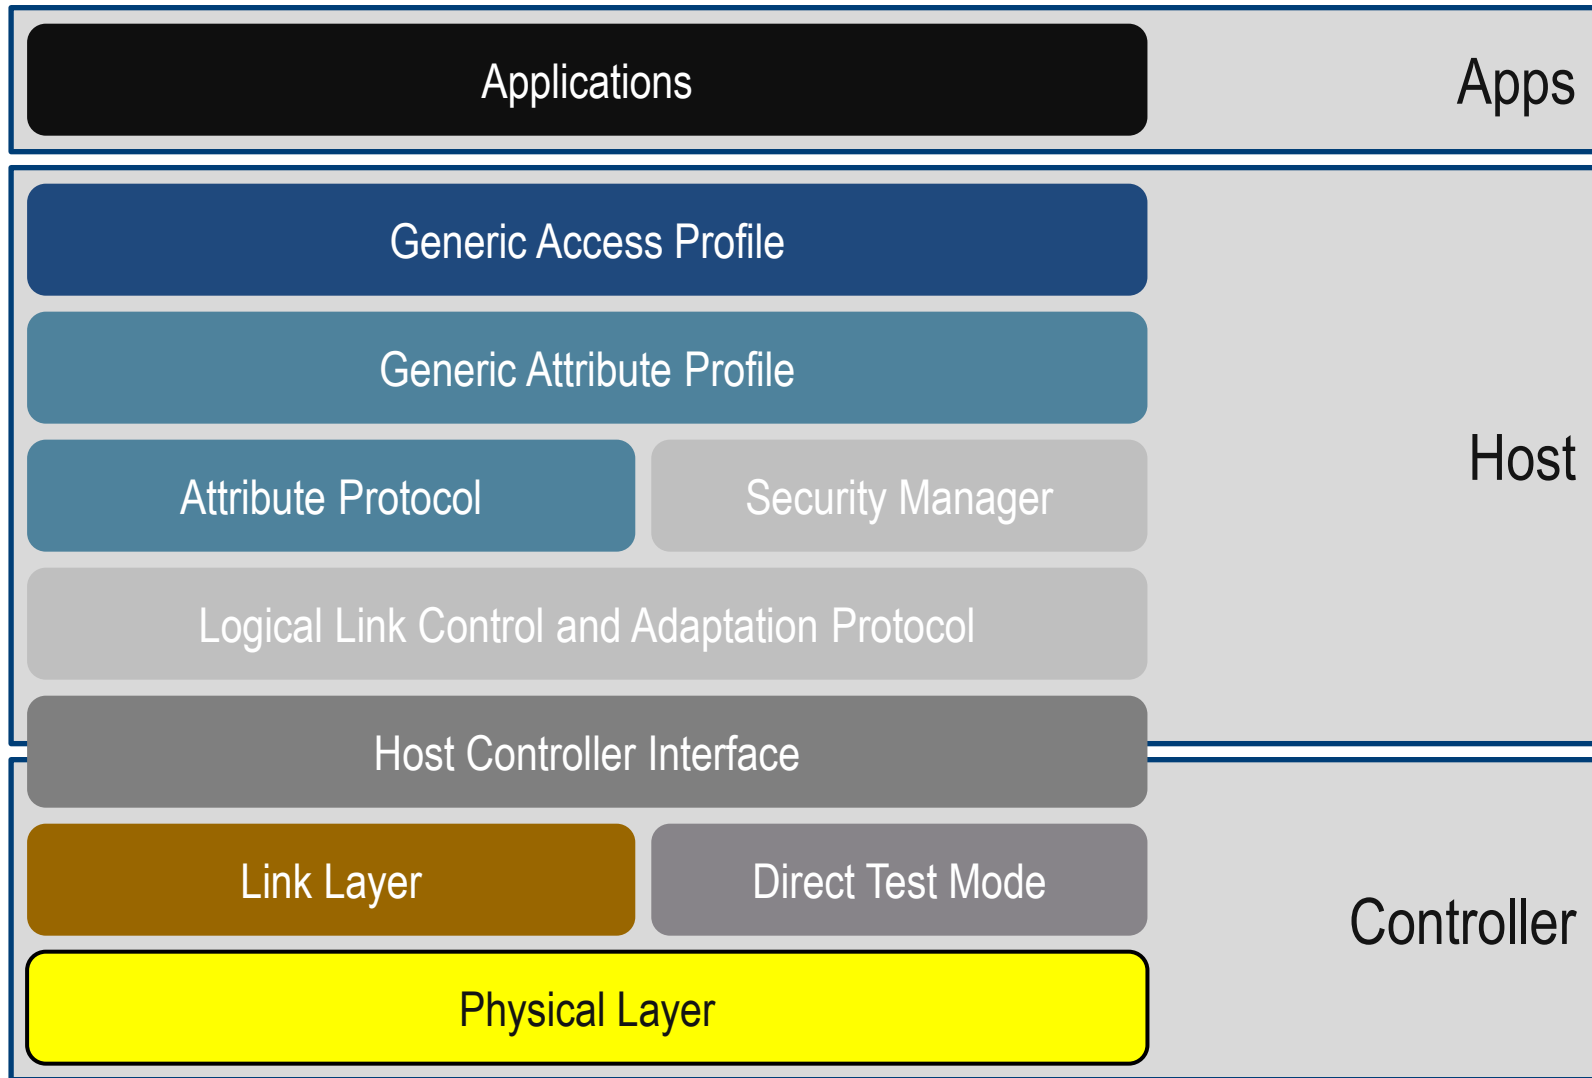 Applications
Apps
Generic Access Profile
Generic Attribute Profile
Attribute Protocol
Security Manager
Host
Logical Link Control and Adaptation Protocol
Host Controller Interface
Link Layer
Direct Test Mode
Controller
Physical Layer